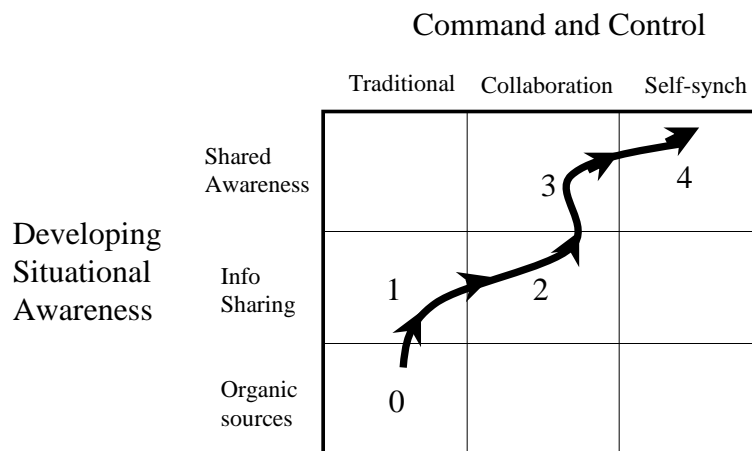 Command and Control
Traditional Collaboration Self-synch
Shared
Awareness
3 4
Developing
Situational
Awareness
Info
Sharing
1 2
Organic
sources
0